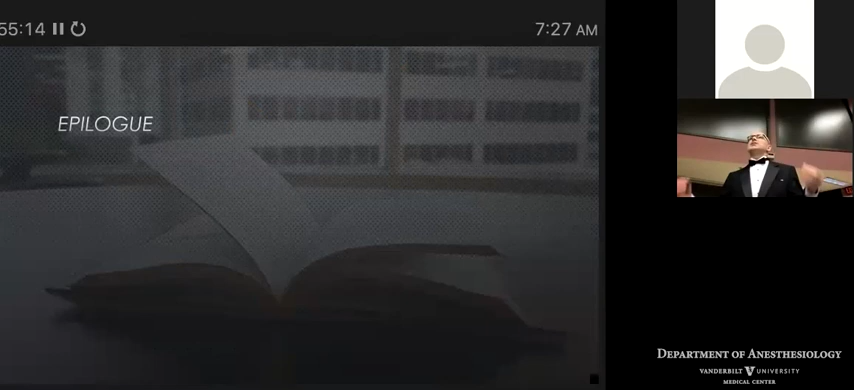 55:14
7:27 AM
EPILOGUE
DEPARTMENT OF ANESTHESIOLOGY
VANDERBILT UNIVERSITY
MEDICAL CENTER